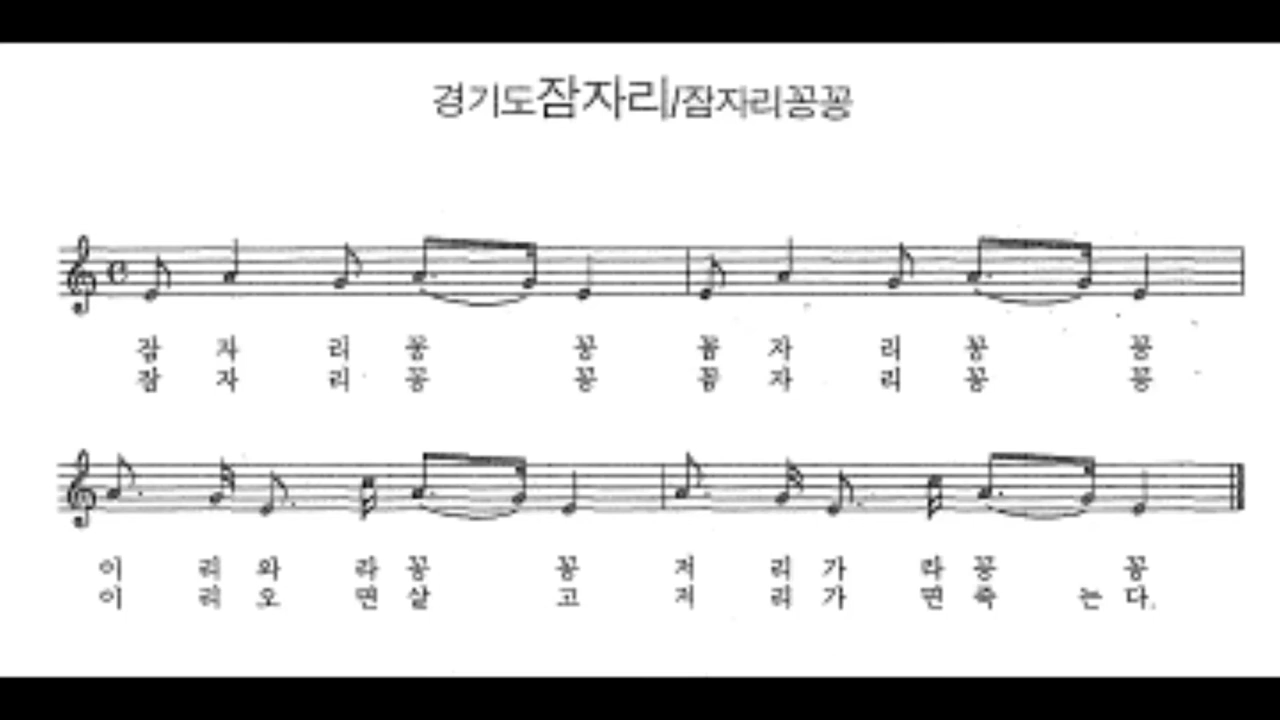 경기도잠자리/잠자리꽁꽁
잠 자 리 꽁 꽁 꽁 자 리 꽁 꽁
잠 자 리 꽁 꽁 꽁 자 리 꽁 꽁
이 리 와 라 꽁 꽁 저 리 가 라 꽁 꽁
이 리 오 면 살 고 저 리 가 면 죽 는 다.